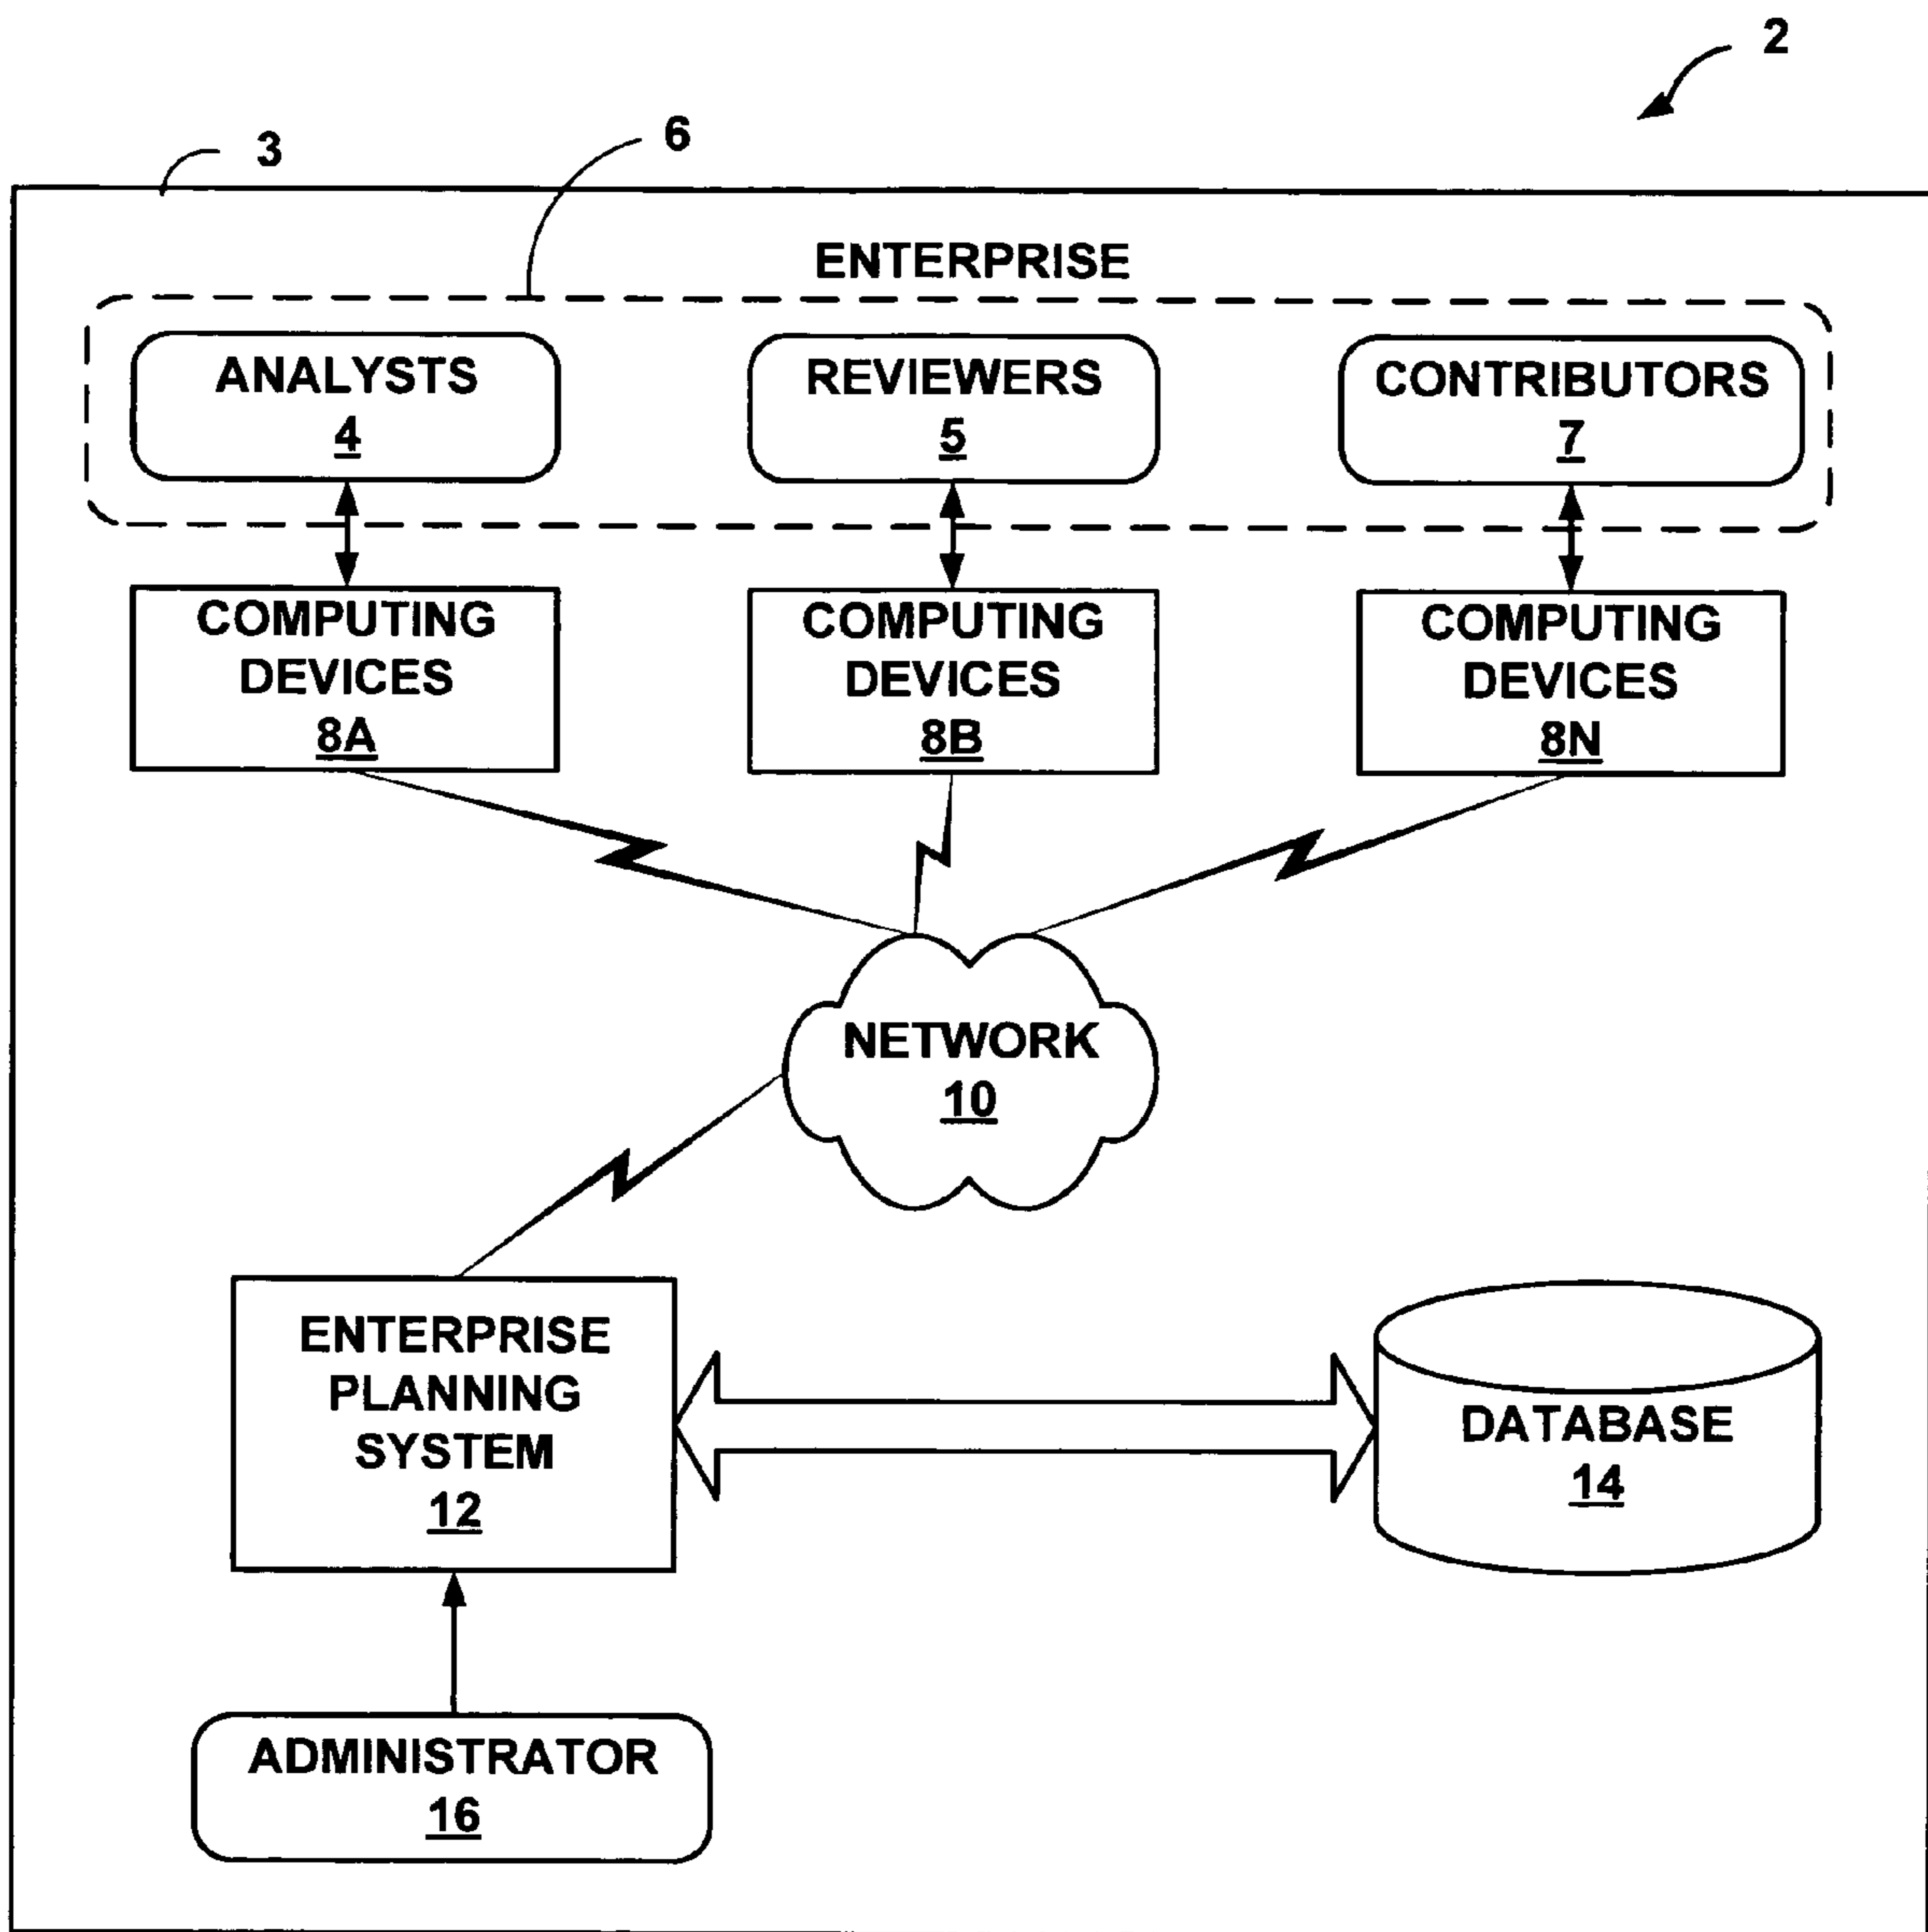 2
3
6
ENTERPRISE
ANALYSTS
4
REVIEWERS
5
CONTRIBUTORS
7
COMPUTING
DEVICES
8A
COMPUTING
DEVICES
8B
COMPUTING
DEVICES
8N
NETWORK
10
ENTERPRISE
PLANNING
SYSTEM
12
DATABASE
14
ADMINISTRATOR
16